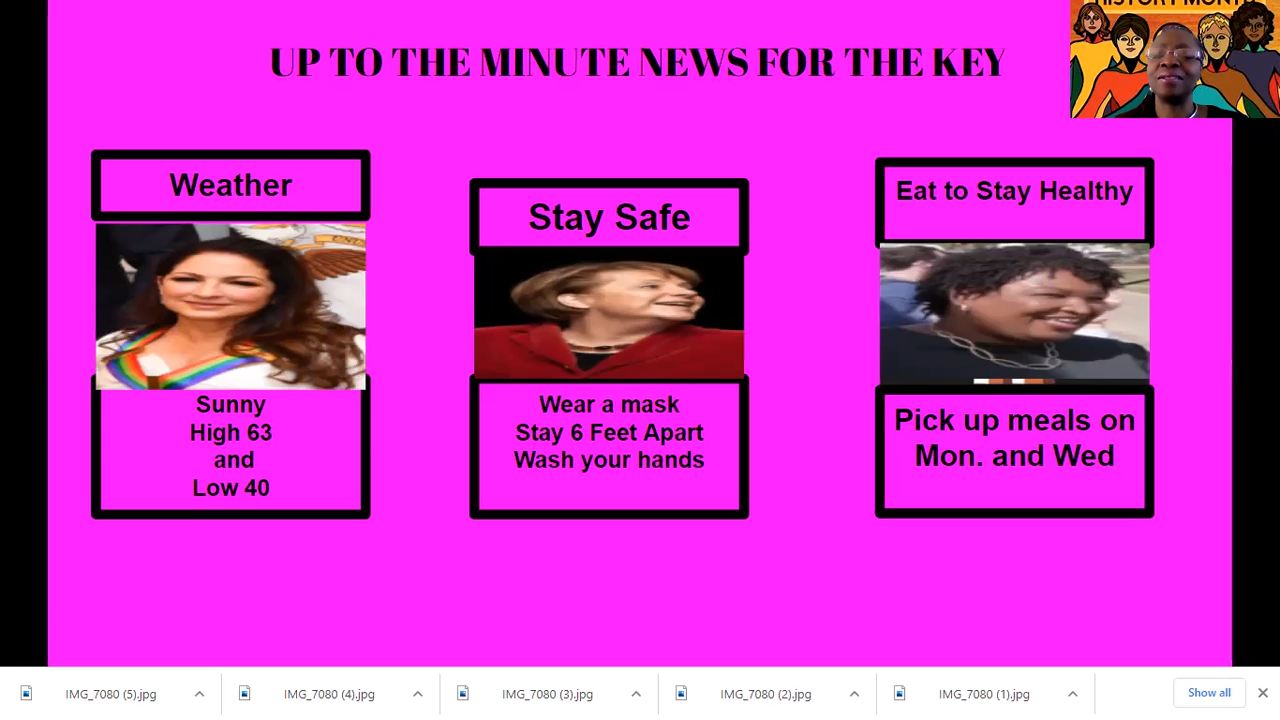 HISTORY MONTH
UP TO THE MINUTE NEWS FOR THE KEY
Weather
Sunny
High 63
and
Low 40
Stay Safe
Wear a mask
Stay 6 Feet Apart
Wash your hands
Eat to Stay Healthy
Pick up meals on
Mon. and Wed
IMG_7080 (5).jpg
IMG_7080 (4).jpg
IMG_7080 (3).jpg
IMG_7080 (2).jpg
IMG_7080 (1).jpg
Show all